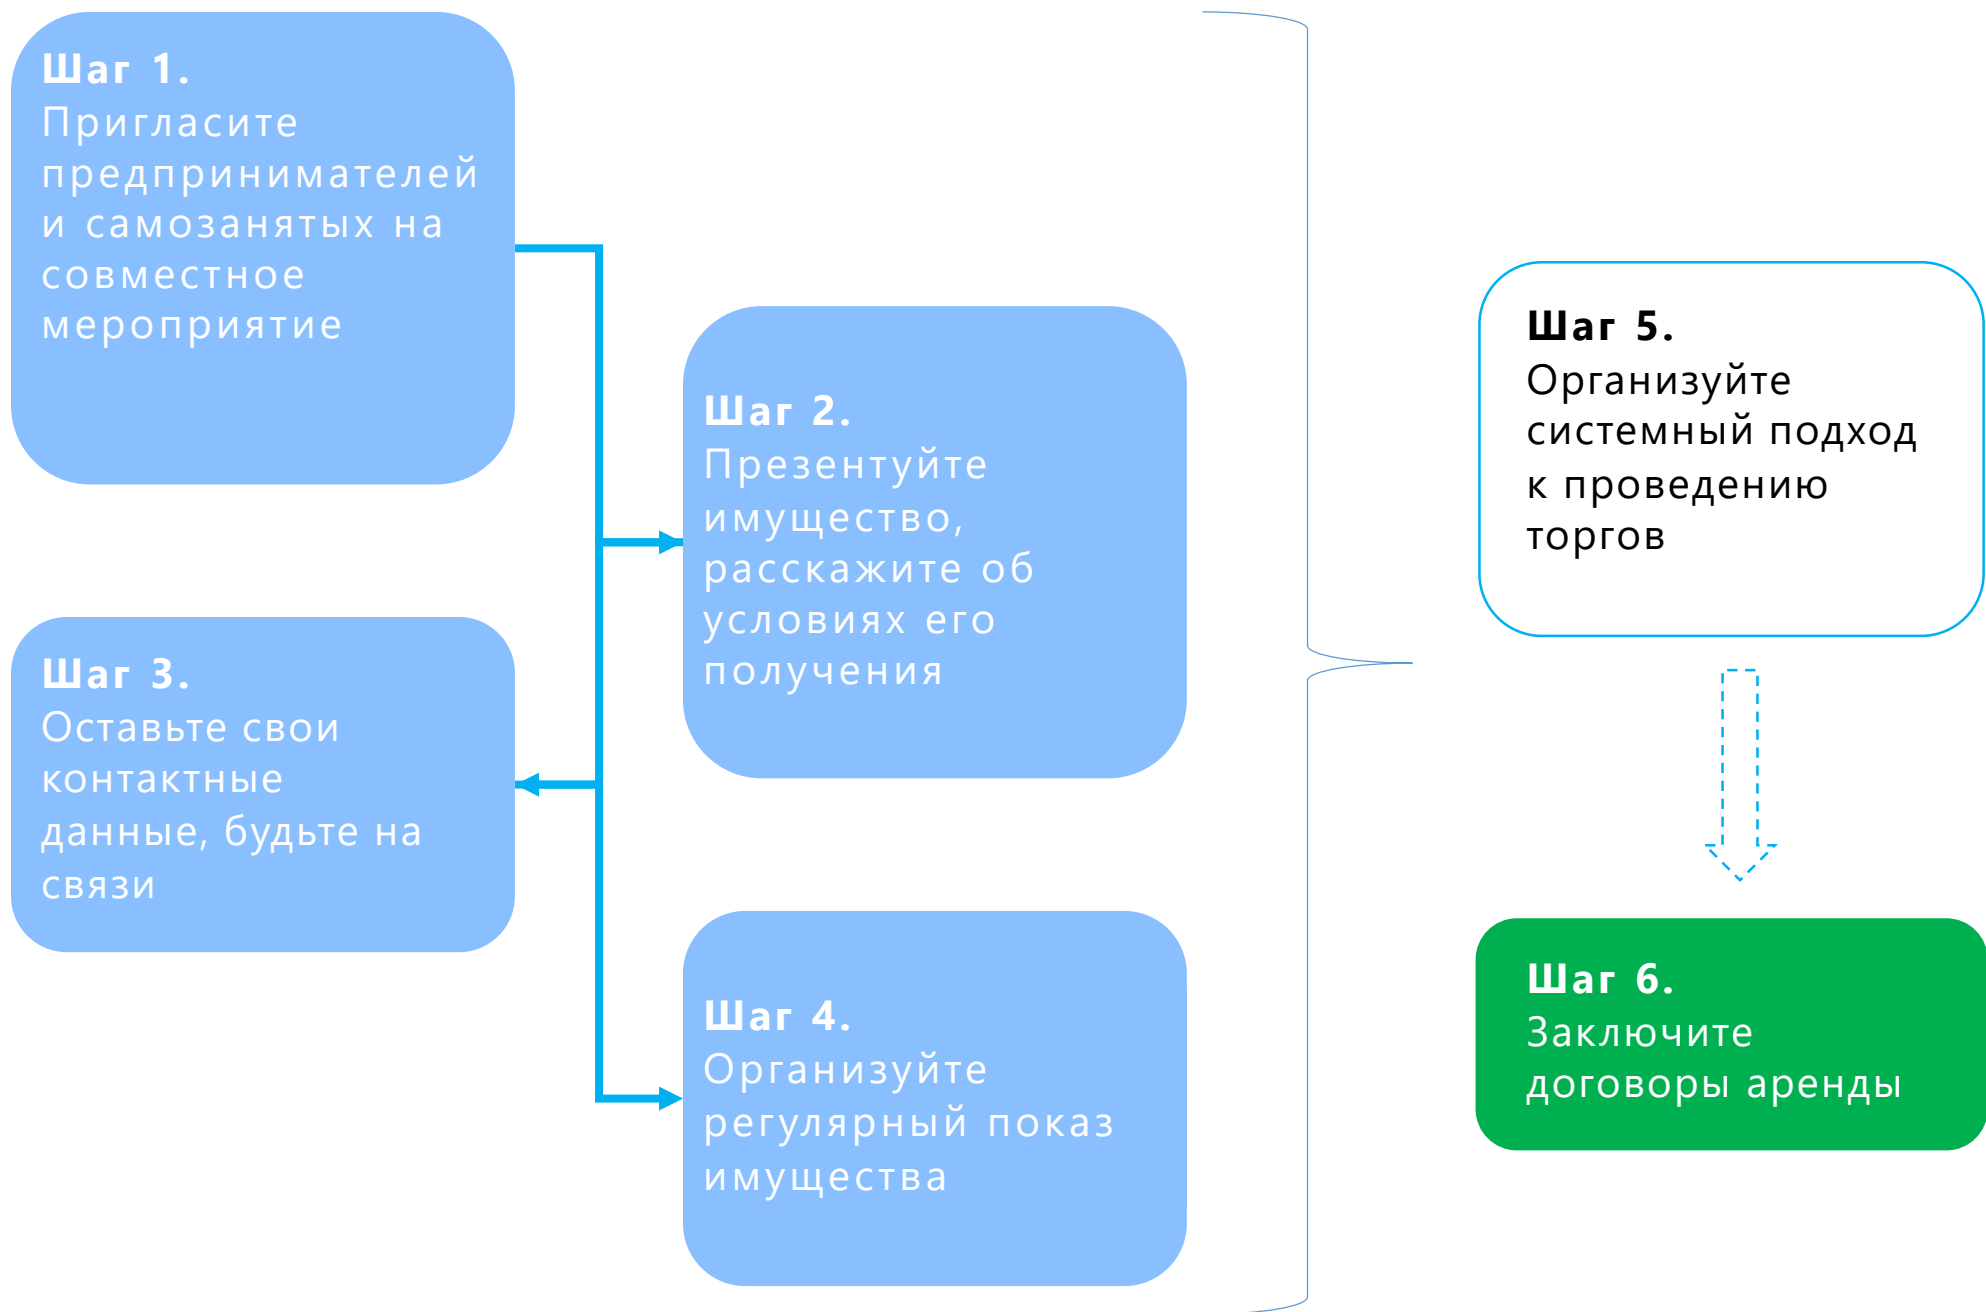 Шаг 1.
Пригласите
предпринимателей
и самозанятых на
совместное
мероприятие
Шаг 2.
Презентуйте
имущество,
расскажите об
условиях его
получения
Шаг 3.
Оставьте свои
контактные
данные, будьте на
связи
Шаг 4.
Организуйте
регулярный показ
имущества
Шаг 5.
Организуйте
системный подход
к проведению
торгов
Шаг 6.
Заключите
договоры аренды